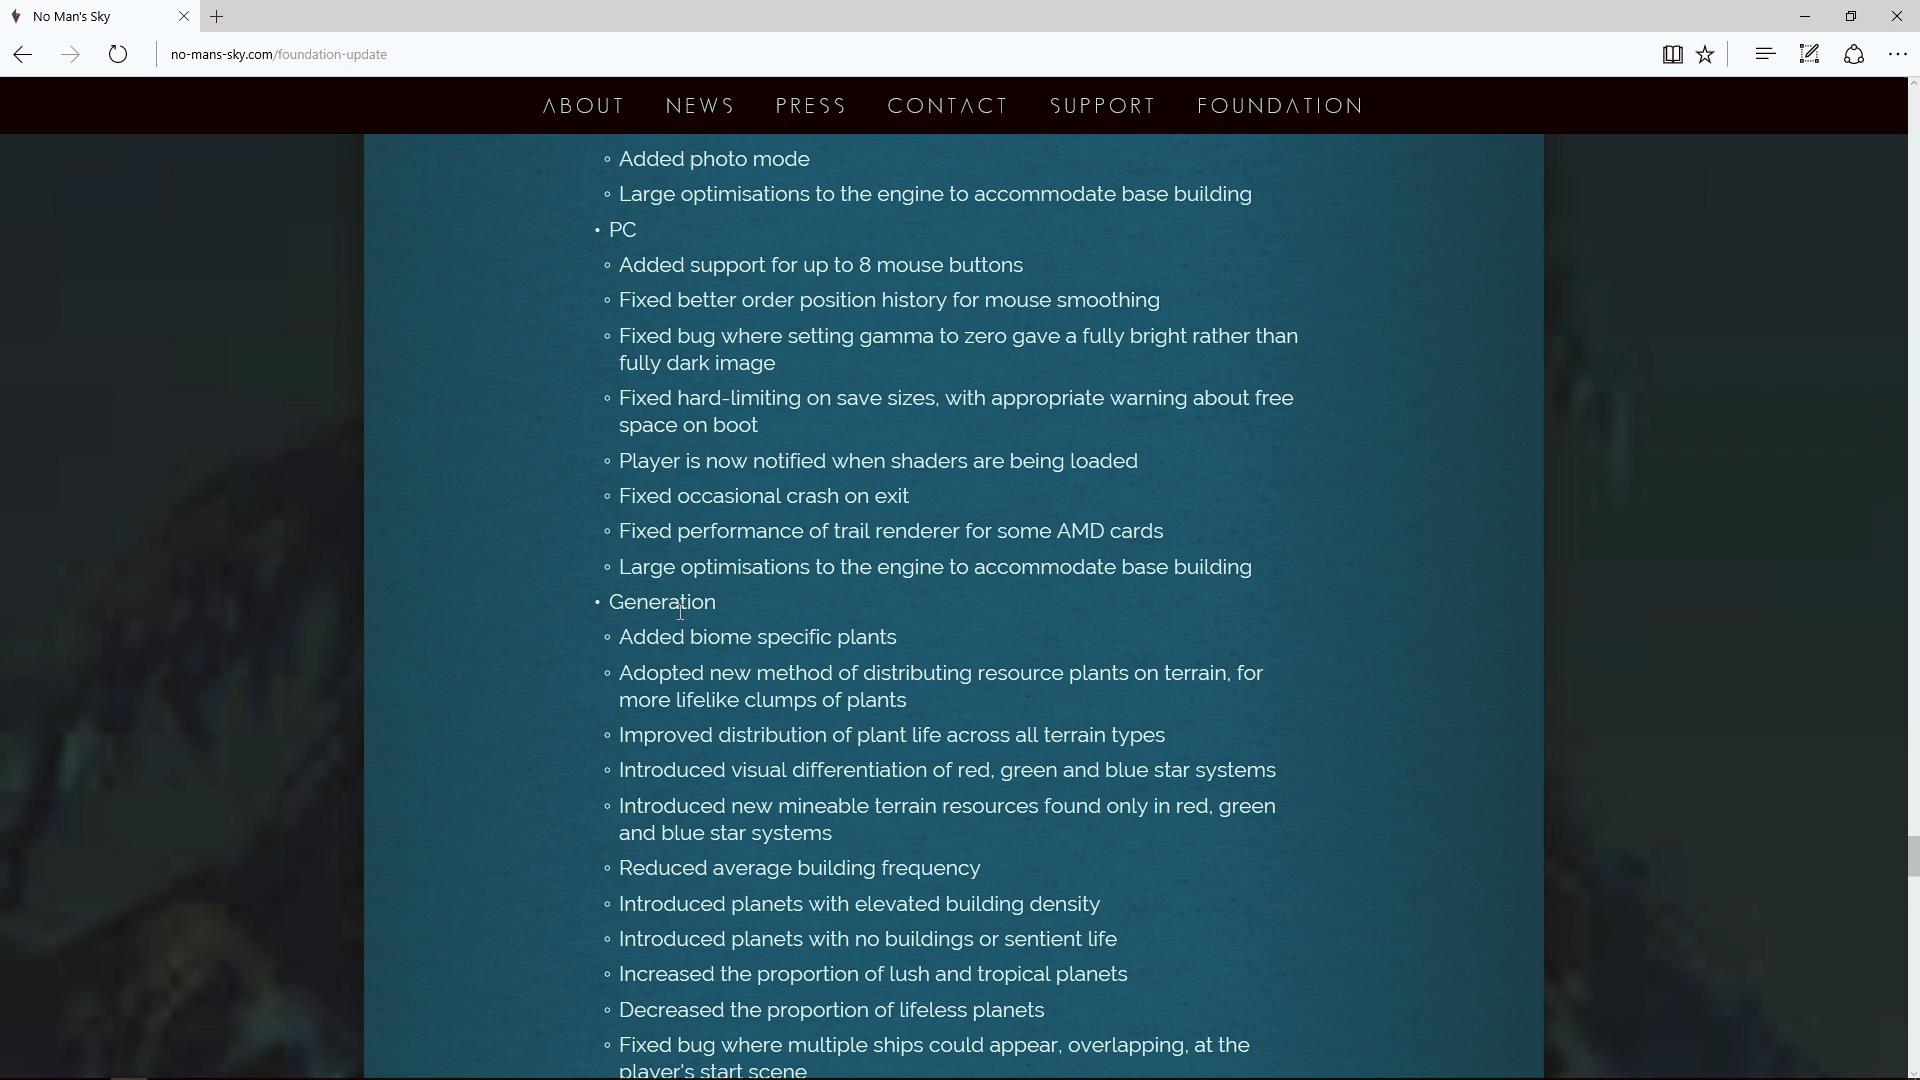 No Man's Sky
no-mans-sky.com/foundation-update
ABOUT NEWS PRESS CONTACT SUPPORT FOUNDATION
◦ Added photo mode
◦ Large optimisations to the engine to accommodate base building
• PC
◦ Added support for up to 8 mouse buttons
◦ Fixed better order position history for mouse smoothing
◦ Fixed bug where setting gamma to zero gave a fully bright rather than
fully dark image
◦ Fixed hard-limiting on save sizes, with appropriate warning about free
space on boot
◦ Player is now notified when shaders are being loaded
◦ Fixed occasional crash on exit
◦ Fixed performance of trail renderer for some AMD cards
◦ Large optimisations to the engine to accommodate base building
• Generation
◦ Added biome specific plants
◦ Adopted new method of distributing resource plants on terrain, for
more lifelike clumps of plants
◦ Improved distribution of plant life across all terrain types
◦ Introduced visual differentiation of red, green and blue star systems
◦ Introduced new mineable terrain resources found only in red, green
and blue star systems
◦ Reduced average building frequency
◦ Introduced planets with elevated building density
◦ Introduced planets with no buildings or sentient life
◦ Increased the proportion of lush and tropical planets
◦ Decreased the proportion of lifeless planets
◦ Fixed bug where multiple ships could appear, overlapping, at the
player's start scene